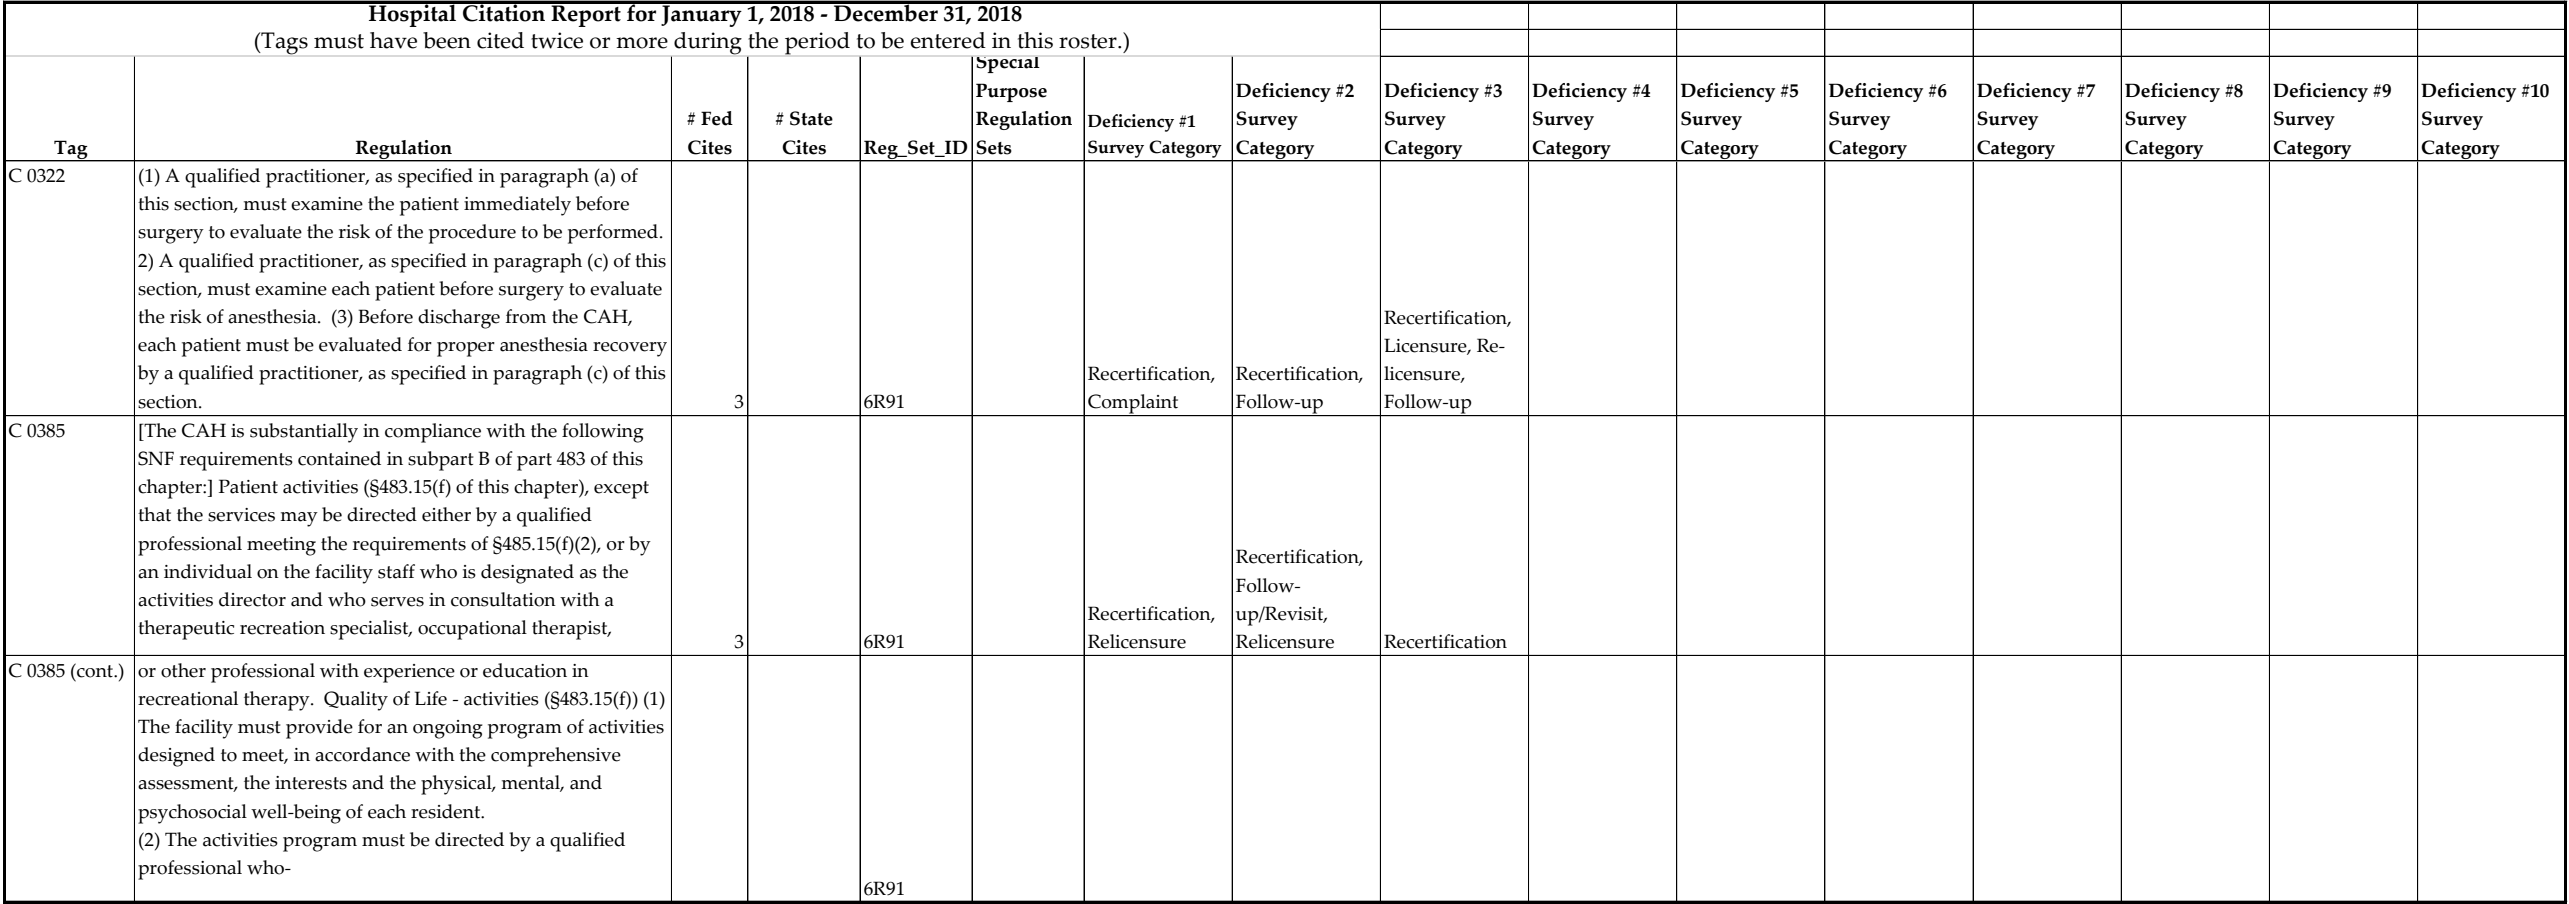 Hospital Citation Report for January 1, 2018 - December 31, 2018
(Tags must have been cited twice or more during the period to be entered in this roster.)
Tag
Regulation
# Fed
Cites
# State
Cites
Reg_Set_ID
Special
Purpose
Regulation
Sets
Deficiency #1
Survey Category
Deficiency #2
Survey
Category
Deficiency #3
Survey
Category
Deficiency #4
Survey
Category
Deficiency #5
Survey
Category
Deficiency #6
Survey
Category
Deficiency #7
Survey
Category
Deficiency #8
Survey
Category
Deficiency #9
Survey
Category
Deficiency #10
Survey
Category
C 0322
(1) A qualified practitioner, as specified in paragraph (a) of
this section, must examine the patient immediately before
surgery to evaluate the risk of the procedure to be performed.
2) A qualified practitioner, as specified in paragraph (c) of this
section, must examine each patient before surgery to evaluate
the risk of anesthesia.  (3) Before discharge from the CAH,
each patient must be evaluated for proper anesthesia recovery
by a qualified practitioner, as specified in paragraph (c) of this
section.
3
6R91
Recertification,
Complaint
Recertification,
Follow-up
Recertification,
Licensure, Re-
licensure,
Follow-up
C 0385
[The CAH is substantially in compliance with the following
SNF requirements contained in subpart B of part 483 of this
chapter:] Patient activities (§483.15(f) of this chapter), except
that the services may be directed either by a qualified
professional meeting the requirements of §485.15(f)(2), or by
an individual on the facility staff who is designated as the
activities director and who serves in consultation with a
therapeutic recreation specialist, occupational therapist,
3
6R91
Recertification,
Relicensure
Recertification,
Follow-
up/Revisit,
Relicensure
Recertification
C 0385 (cont.)
or other professional with experience or education in
recreational therapy.  Quality of Life - activities (§483.15(f)) (1)
The facility must provide for an ongoing program of activities
designed to meet, in accordance with the comprehensive
assessment, the interests and the physical, mental, and
psychosocial well-being of each resident.
(2) The activities program must be directed by a qualified
professional who-
6R91